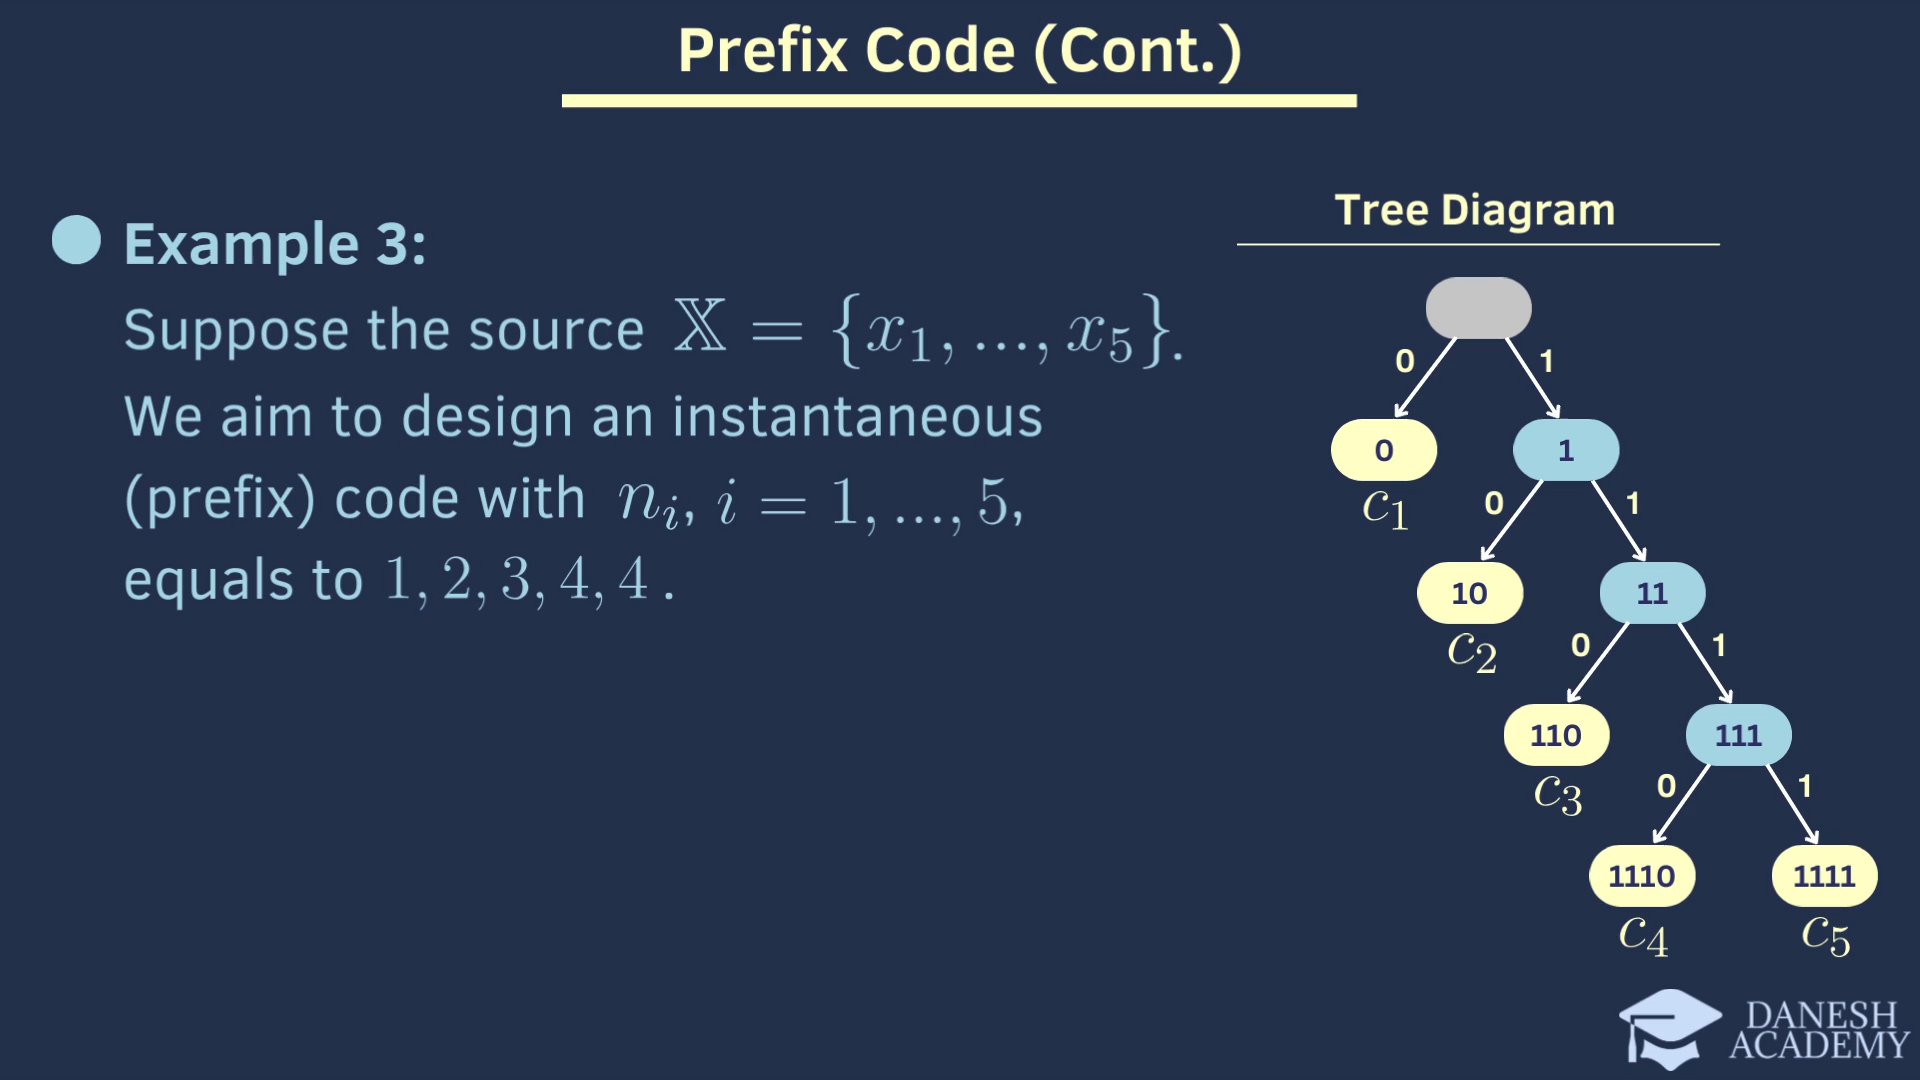 Prefix Code (Cont.)
Example 3:
Suppose the source 𝕏 = {x₁, ..., x₅}.
We aim to design an instantaneous
(prefix) code with nᵢ, i = 1, ..., 5,
equals to 1, 2, 3, 4, 4 .
Tree Diagram
0 1
0 1
c₁
0 1
10 11
c₂
0 1
110 111
c₃
0 1
1110 1111
c₄ c₅
DANESH
ACADEMY